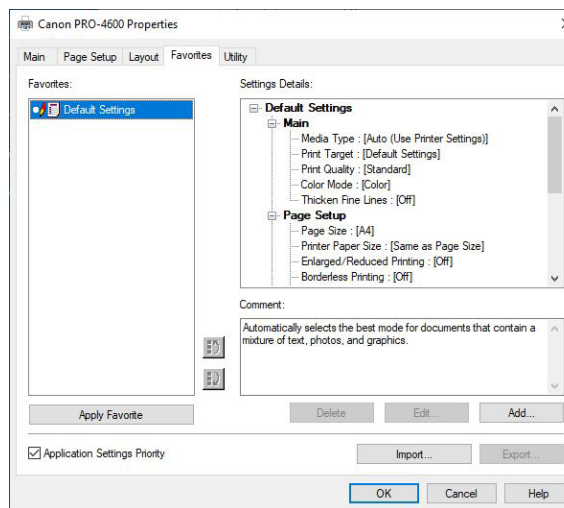 Canon PRO-4600 Properties
Main Page Setup Layout Favorites Utility
Favorites:
Default Settings
Settings Details:
Default Settings
Main
Media Type : [Auto (Use Printer Settings)]
Print Target : [Default Settings]
Print Quality : [Standard]
Color Mode : [Color]
Thicken Fine Lines : [Off]
Page Setup
Page Size : [A4]
Printer Paper Size : [Same as Page Size]
Enlarged/Reduced Printing : [Off]
Borderless Printing : [Off]
Comment:
Automatically selects the best mode for documents that contain a
mixture of text, photos, and graphics.
Apply Favorite
Delete Edit... Add...
Application Settings Priority
Import... Export...
OK Cancel Help